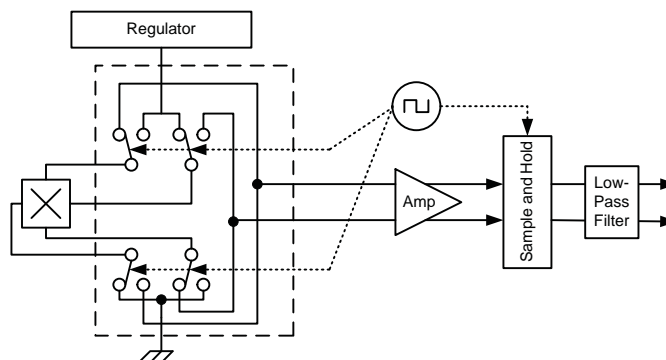 Regulator
Amp
Sample and Hold
Low-
Pass
Filter